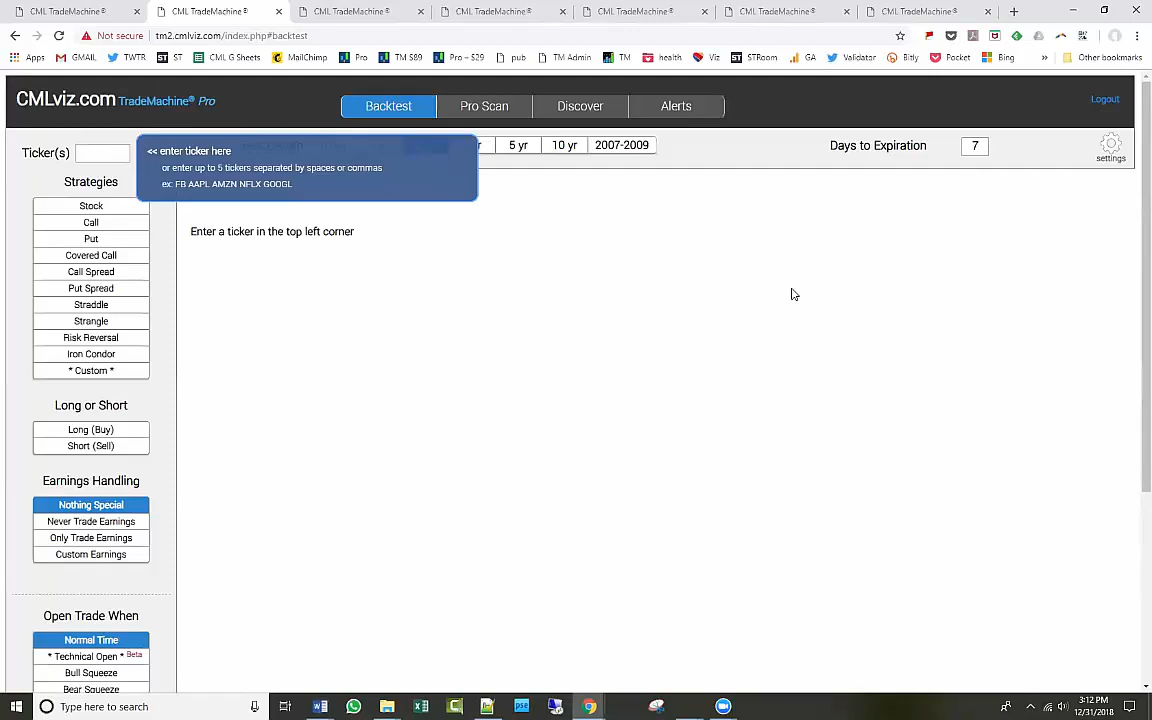 CML TradeMachine®
CML TradeMachine®
CML TradeMachine®
CML TradeMachine®
CML TradeMachine®
CML TradeMachine®
CML TradeMachine®
Not secure
tm2.cmlviz.com/index.php#backtest
Apps
GMAIL
TWTR
ST
CML G Sheets
MailChimp
Pro
TM $89
Pro – $29
pub
TM Admin
TM
health
Viz
STRoom
GA
Validator
Bitly
Pocket
Bing
»
Other bookmarks
CMLviz.com TradeMachine® Pro
Backtest
Pro Scan
Discover
Alerts
Logout
Ticker(s)
<< enter ticker here
or enter up to 5 tickers separated by spaces or commas
ex: FB AAPL AMZN NFLX GOOGL
5 yr
10 yr
2007-2009
Days to Expiration
7
settings
Strategies
Stock
Call
Put
Covered Call
Call Spread
Put Spread
Straddle
Strangle
Risk Reversal
Iron Condor
* Custom *
Enter a ticker in the top left corner
Long or Short
Long (Buy)
Short (Sell)
Earnings Handling
Nothing Special
Never Trade Earnings
Only Trade Earnings
Custom Earnings
Open Trade When
Normal Time
* Technical Open * Beta
Bull Squeeze
Bear Squeeze
Type here to search
pse
3:12 PM
12/31/2018